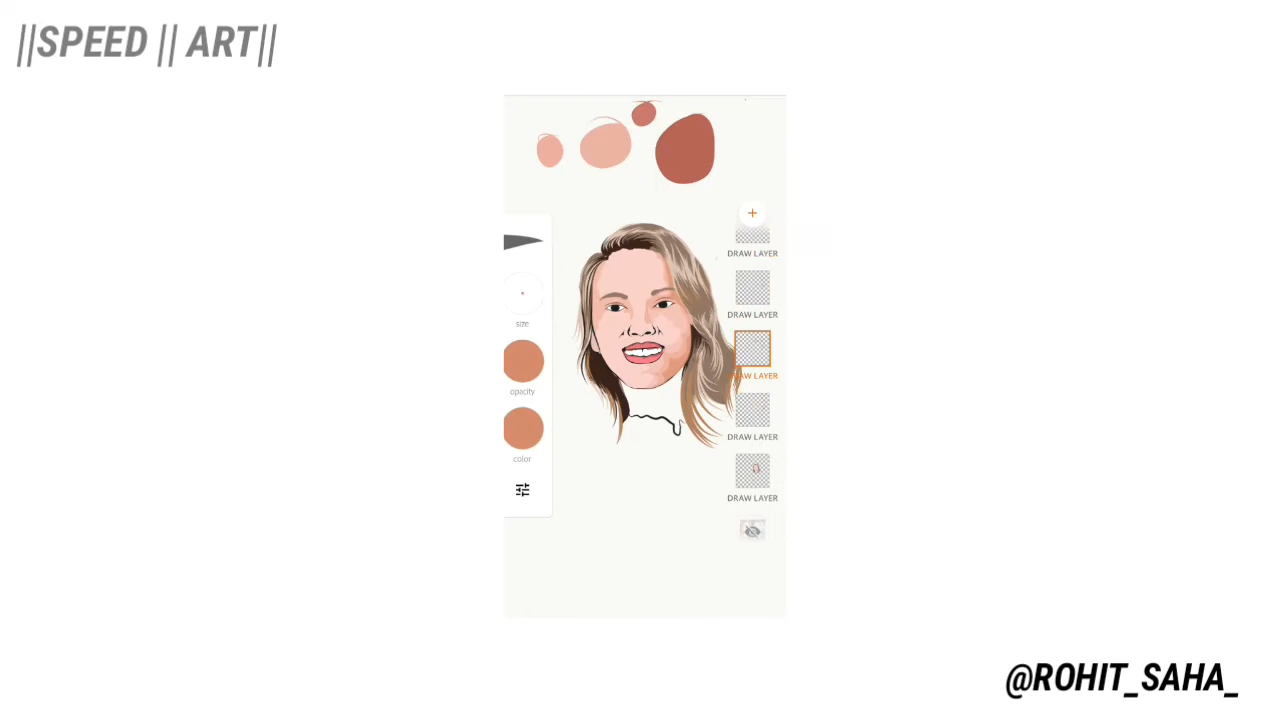 ||SPEED || ART||
DRAW LAYER
DRAW LAYER
size
DRAW LAYER
opacity
DRAW LAYER
color
DRAW LAYER
@ROHIT_SAHA_